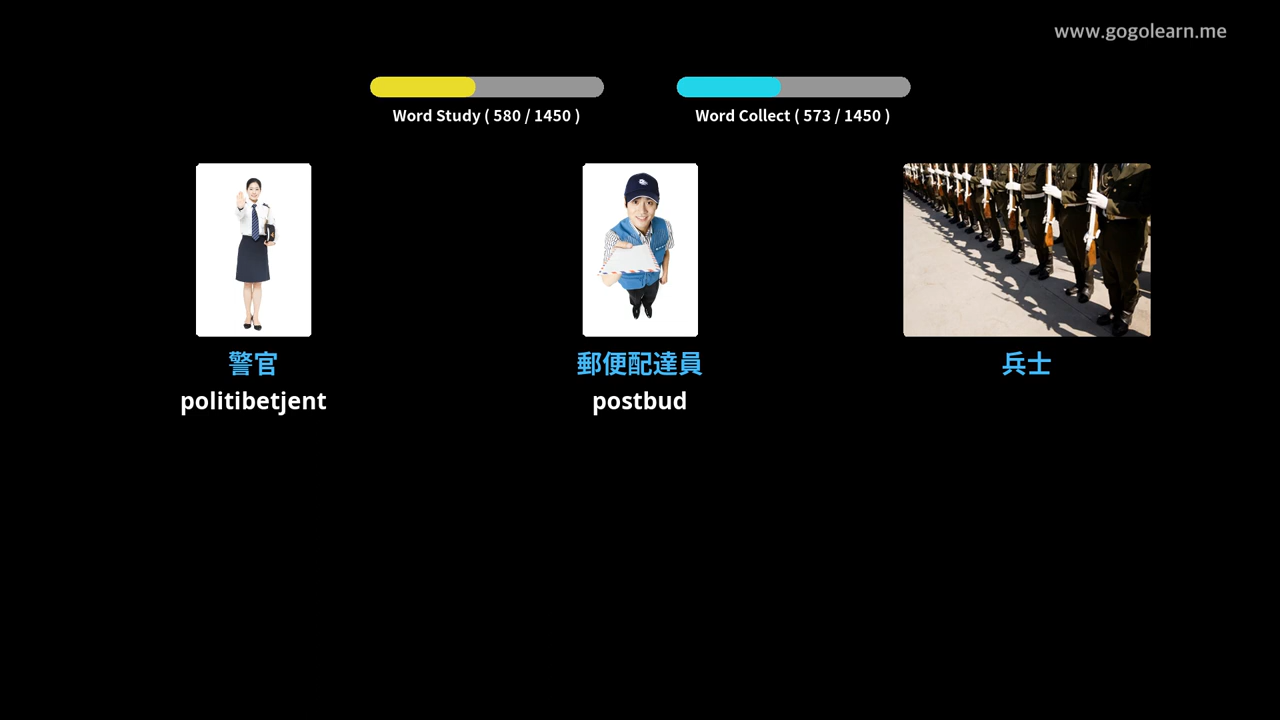 www.gogolearn.me
Word Study ( 580 / 1450 )
Word Collect ( 573 / 1450 )
警官
politibetjent
郵便配達員
postbud
兵士